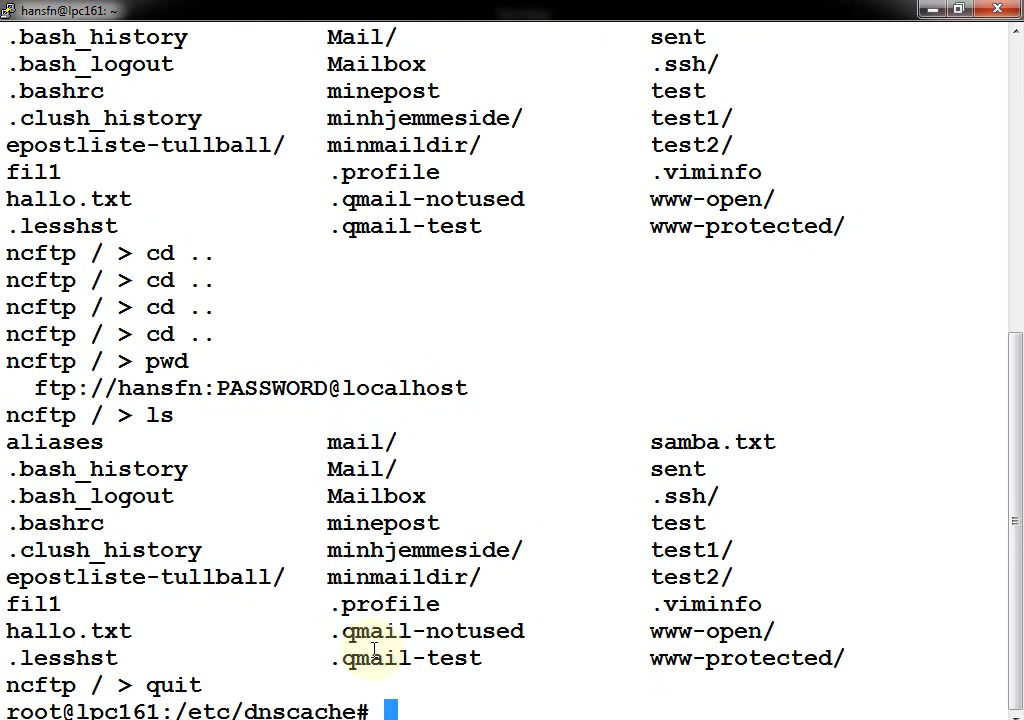 hansfn@lpc161: ~
.bash_history Mail/ sent
.bash_logout Mailbox .ssh/
.bashrc minepost test
.clush_history minhjemmeside/ test1/
epostliste-tullball/ minmaildir/ test2/
fil1 .profile .viminfo
hallo.txt .qmail-notused www-open/
.lesshst .qmail-test www-protected/
ncftp / > cd ..
ncftp / > cd ..
ncftp / > cd ..
ncftp / > cd ..
ncftp / > pwd
ftp://hansfn:PASSWORD@localhost
ncftp / > ls
aliases mail/ samba.txt
.bash_history Mail/ sent
.bash_logout Mailbox .ssh/
.bashrc minepost test
.clush_history minhjemmeside/ test1/
epostliste-tullball/ minmaildir/ test2/
fil1 .profile .viminfo
hallo.txt .qmail-notused www-open/
.lesshst .qmail-test www-protected/
ncftp / > quit
root@lpc161:/etc/dnscache#